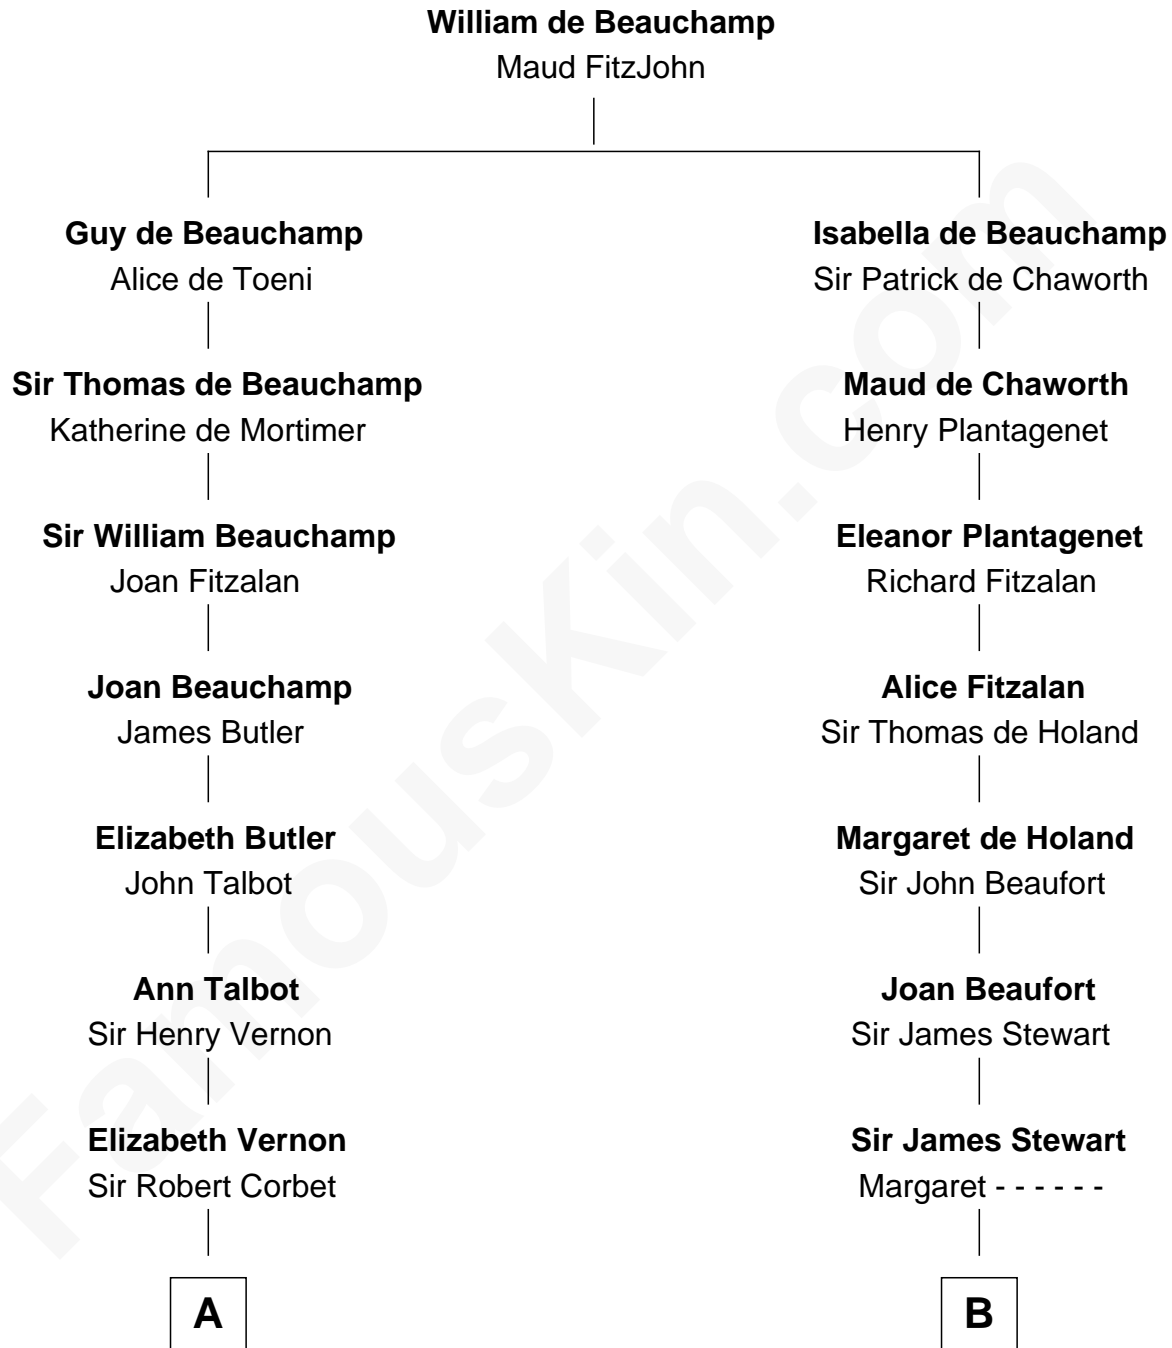 William de Beauchamp
Maud FitzJohn
Guy de Beauchamp
Alice de Toeni
Isabella de Beauchamp
Sir Patrick de Chaworth
Sir Thomas de Beauchamp
Katherine de Mortimer
Maud de Chaworth
Henry Plantagenet
Sir William Beauchamp
Joan Fitzalan
Eleanor Plantagenet
Richard Fitzalan
Joan Beauchamp
James Butler
Alice Fitzalan
Sir Thomas de Holand
Elizabeth Butler
John Talbot
Margaret de Holand
Sir John Beaufort
Ann Talbot
Sir Henry Vernon
Joan Beaufort
Sir James Stewart
Elizabeth Vernon
Sir Robert Corbet
Sir James Stewart
Margaret - - - - - -
A
B
FamousKin.com